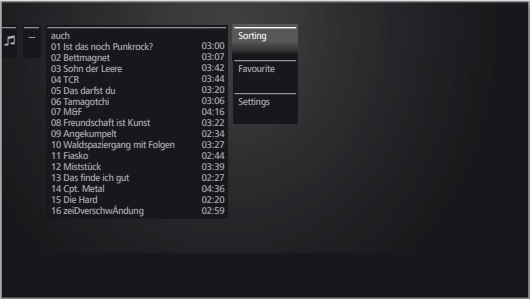 ...
auch
01 Ist das noch Punkrock? 03:00
02 Bettmagnet 03:07
03 Sohn der Leere 03:42
04 TCR 03:44
05 Das darfst du 03:20
06 Tamagotchi 03:06
07 M&F 04:16
08 Freundschaft ist Kunst 03:22
09 Angekumpelt 02:34
10 Waldspaziergang mit Folgen 03:27
11 Fiasko 02:44
12 Miststück 03:39
13 Das finde ich gut 02:27
14 Cpt. Metal 04:36
15 Die Hard 02:20
16 zeiDverschwÄndung 02:59
Sorting
Favourite
Settings